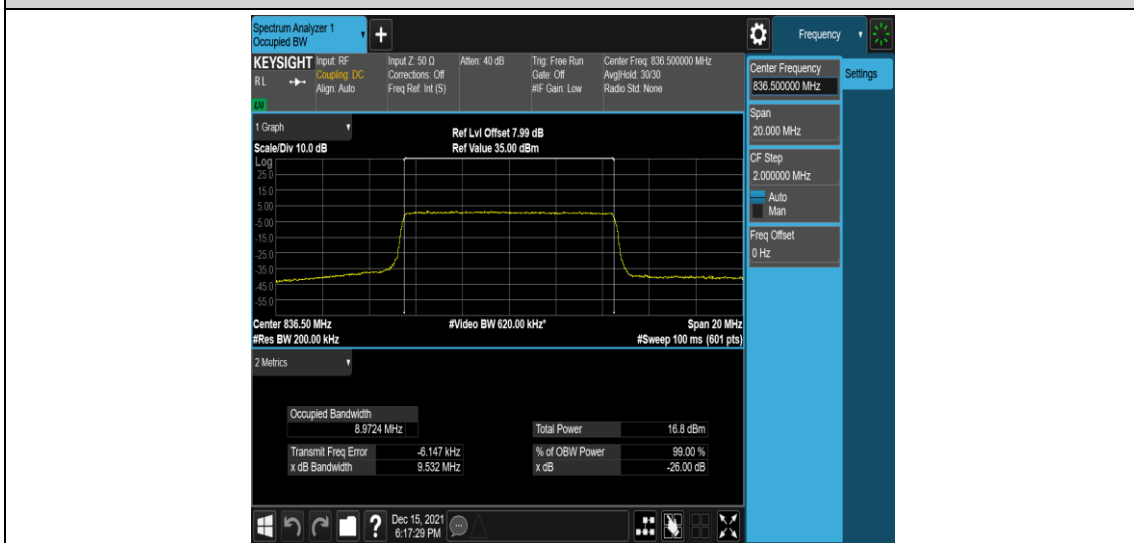 Spectrum Analyzer 1
Occupied BW
+
Frequency
KEYSIGHT
RL
LXI
Input: RF
Coupling: DC
Align: Auto
Input Z: 50 Ω
Corrections: Off
Freq Ref: Int (S)
Atten: 40 dB
Trig: Free Run
Gate: Off
#IF Gain: Low
Center Freq: 836.500000 MHz
Avg|Hold: 30/30
Radio Std: None
Center Frequency
836.500000 MHz
Settings
Span
20.000 MHz
CF Step
2.000000 MHz
Auto
Man
Freq Offset
0 Hz
1 Graph
Scale/Div 10.0 dB
Ref Lvl Offset 7.99 dB
Ref Value 35.00 dBm
Log
25.0
15.0
5.00
-5.00
-15.0
-25.0
-35.0
-45.0
-55.0
Center 836.50 MHz
#Video BW 620.00 kHz*
Span 20 MHz
#Res BW 200.00 kHz
#Sweep 100 ms (601 pts)
2 Metrics
Occupied Bandwidth
8.9724 MHz
Total Power 16.8 dBm
Transmit Freq Error -6.147 kHz
% of OBW Power 99.00 %
x dB Bandwidth 9.532 MHz
x dB -26.00 dB
?
Dec 15, 2021
6:17:29 PM